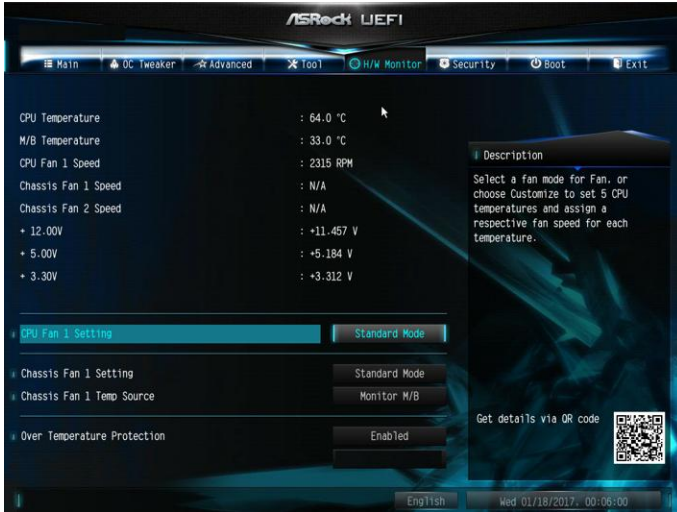 ASRock UEFI
Main OC Tweaker Advanced Tool H/W Monitor Security Boot Exit
CPU Temperature : 64.0 °C
M/B Temperature : 33.0 °C
CPU Fan 1 Speed : 2315 RPM
Chassis Fan 1 Speed : N/A
Chassis Fan 2 Speed : N/A
+ 12.00V : +11.457 V
+ 5.00V : +5.184 V
+ 3.30V : +3.312 V
CPU Fan 1 Setting Standard Mode
Chassis Fan 1 Setting Standard Mode
Chassis Fan 1 Temp Source Monitor M/B
Over Temperature Protection Enabled
Description
Select a fan mode for Fan. or
choose Customize to set 5 CPU
temperatures and assign a
respective fan speed for each
temperature.
Get details via QR code
English Wed 01/18/2017. 00:06:00